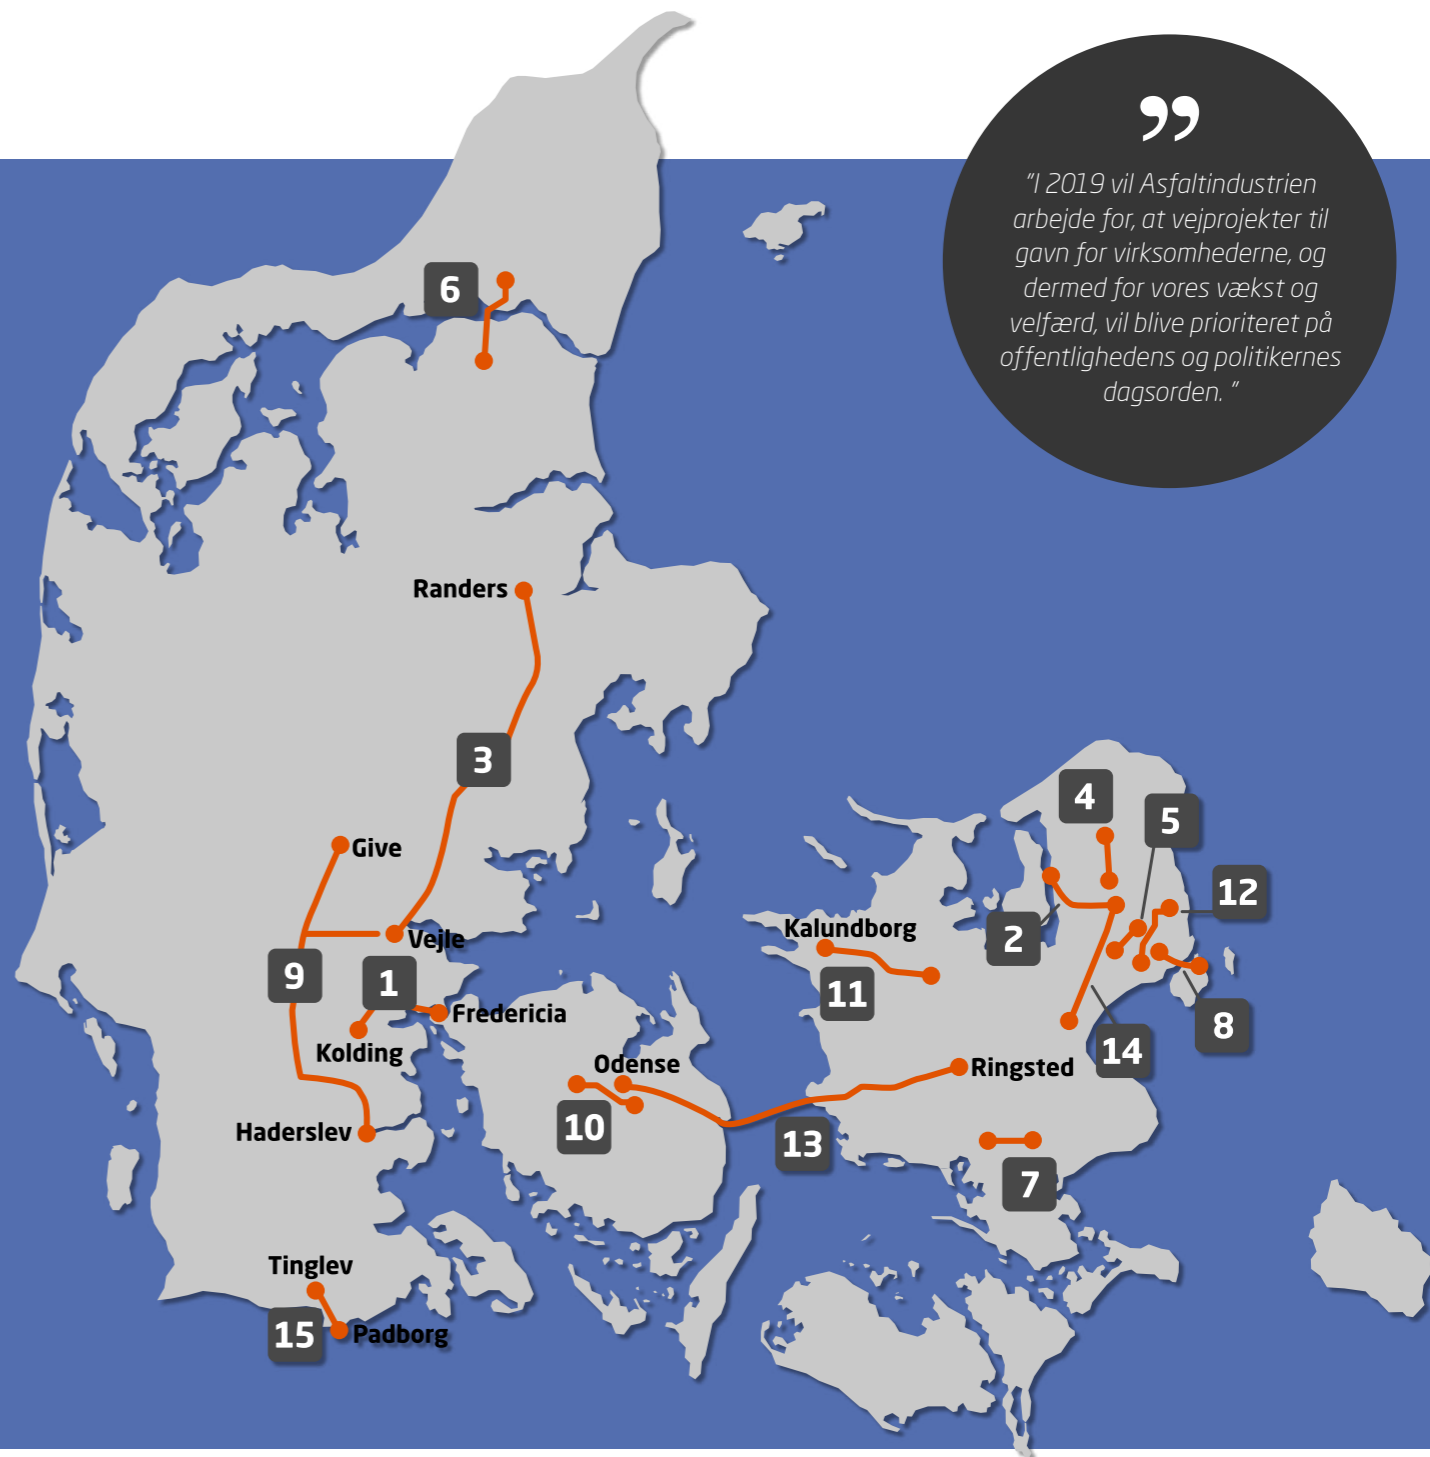 ”
“I 2019 vil Asfaltindustrien
arbejde for, at vejprojekter til
gavn for virksomhederne, og
dermed for vores vækst og
velfærd, vil blive prioriteret på
offentlighedens og politikernes
dagsorden. ”
6
Randers
3
4
5
Give
12
Kalundborg
2
Vejle
9
1
11
Fredericia
8
Kolding
14
Odense
Ringsted
10
Haderslev
13
7
Tinglev
15
Padborg